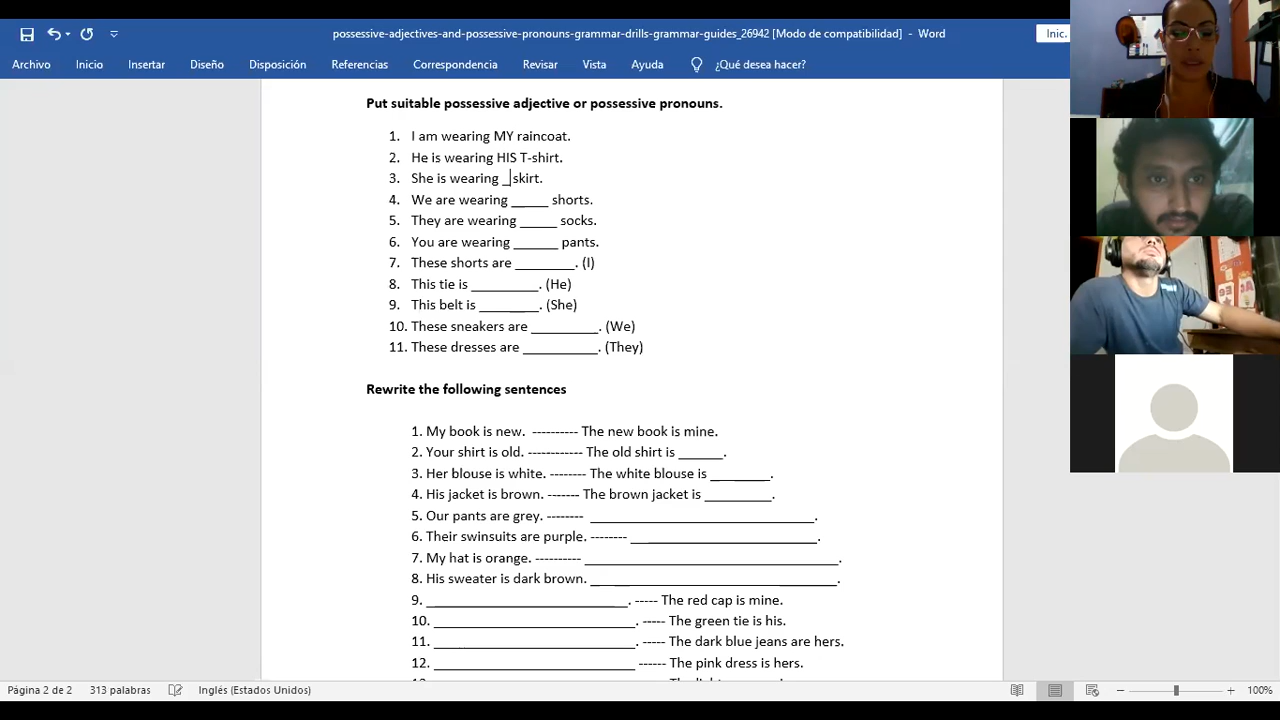 possessive-adjectives-and-possessive-pronouns-grammar-drills-grammar-guides_26942 [Modo de compatibilidad] - Word
Inic.
Archivo Inicio Insertar Diseño Disposición Referencias Correspondencia Revisar Vista Ayuda ¿Qué desea hacer?
Put suitable possessive adjective or possessive pronouns.
1. I am wearing MY raincoat.
2. He is wearing HIS T-shirt.
3. She is wearing _skirt.
4. We are wearing _____ shorts.
5. They are wearing _____ socks.
6. You are wearing ______ pants.
7. These shorts are ________. (I)
8. This tie is _________. (He)
9. This belt is ________. (She)
10. These sneakers are _________. (We)
11. These dresses are __________. (They)
Rewrite the following sentences
1. My book is new. ---------- The new book is mine.
2. Your shirt is old. ------------ The old shirt is ______.
3. Her blouse is white. -------- The white blouse is ________.
4. His jacket is brown. ------- The brown jacket is _________.
5. Our pants are grey. -------- ______________________________.
6. Their swinsuits are purple. -------- _________________________.
7. My hat is orange. ---------- __________________________________.
8. His sweater is dark brown. _________________________________.
9. ___________________________. ----- The red cap is mine.
10. ___________________________. ----- The green tie is his.
11. ___________________________. ----- The dark blue jeans are hers.
12. ___________________________ ------ The pink dress is hers.
Página 2 de 2 313 palabras Inglés (Estados Unidos) 100%